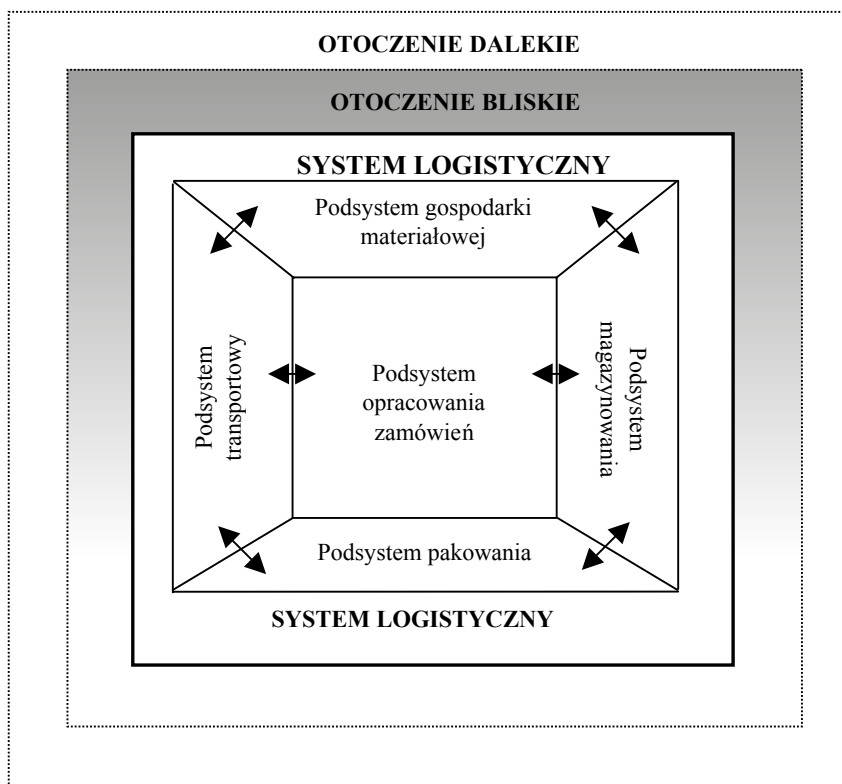 OTOCZENIE DALEKIE
OTOCZENIE BLISKIE
SYSTEM LOGISTYCZNY
Podsystem gospodarki
materiałowej
Podsystem
transportowy
Podsystem
opracowania
zamówień
Podsystem
magazynowania
Podsystem pakowania
SYSTEM LOGISTYCZNY